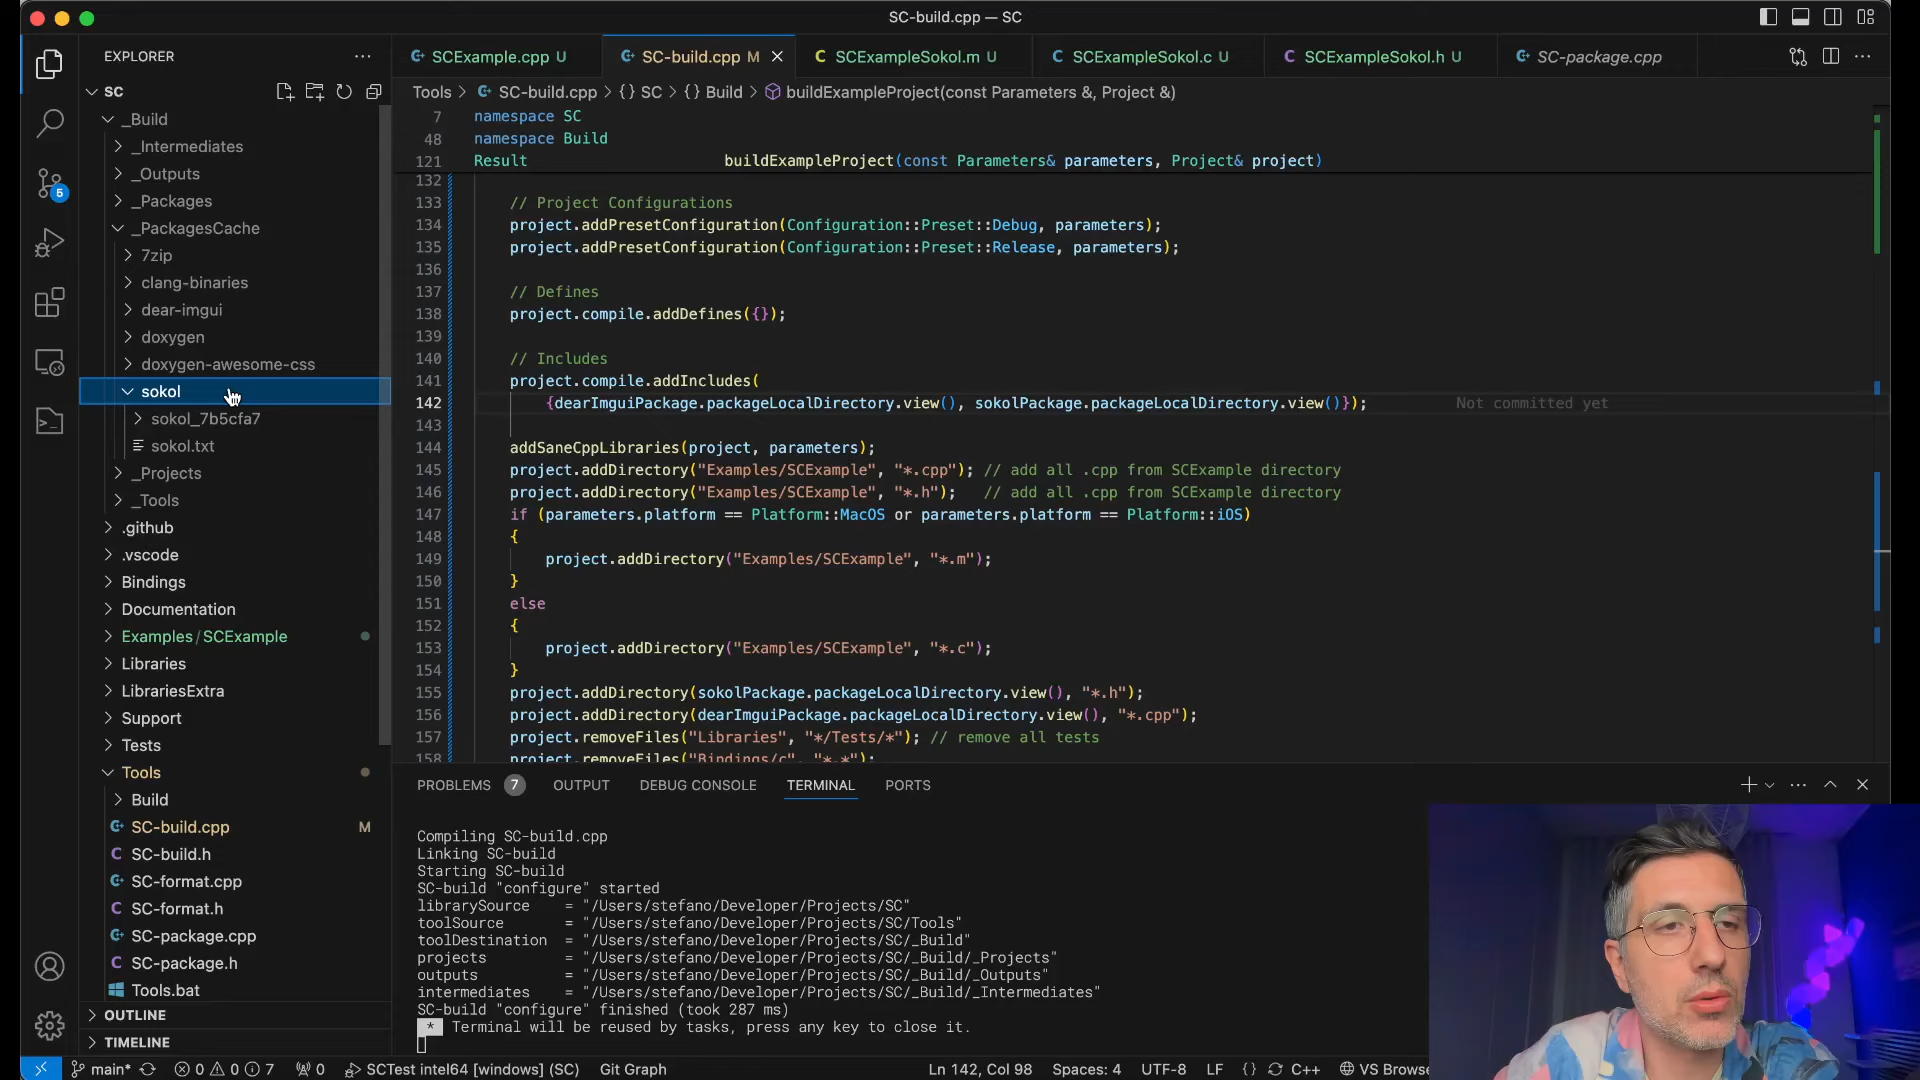 SC-build.cpp — SC
EXPLORER
SCExample.cpp U
SC-build.cpp M
SCExampleSokol.m U
SCExampleSokol.c U
SCExampleSokol.h U
SC-package.cpp
SC
Tools > SC-build.cpp > {} SC > {} Build > buildExampleProject(const Parameters &, Project &)
_Build
_Intermediates
_Outputs
_Packages
_PackagesCache
7zip
clang-binaries
dear-imgui
doxygen
doxygen-awesome-css
sokol
sokol_7b5cfa7
sokol.txt
_Projects
_Tools
.github
.vscode
Bindings
Documentation
Examples / SCExample
Libraries
LibrariesExtra
Support
Tests
Tools
Build
SC-build.cpp M
SC-build.h
SC-format.cpp
SC-format.h
SC-package.cpp
SC-package.h
Tools.bat
OUTLINE
TIMELINE
5
7 namespace SC
48 namespace Build
121 Result buildExampleProject(const Parameters& parameters, Project& project)
132
133 // Project Configurations
134 project.addPresetConfiguration(Configuration::Preset::Debug, parameters);
135 project.addPresetConfiguration(Configuration::Preset::Release, parameters);
136
137 // Defines
138 project.compile.addDefines({});
139
140 // Includes
141 project.compile.addIncludes(
142 {dearImguiPackage.packageLocalDirectory.view(), sokolPackage.packageLocalDirectory.view()}); Not committed yet
143
144 addSaneCppLibraries(project, parameters);
145 project.addDirectory("Examples/SCExample", "*.cpp"); // add all .cpp from SCExample directory
146 project.addDirectory("Examples/SCExample", "*.h"); // add all .cpp from SCExample directory
147 if (parameters.platform == Platform::MacOS or parameters.platform == Platform::iOS)
148 {
149 project.addDirectory("Examples/SCExample", "*.m");
150 }
151 else
152 {
153 project.addDirectory("Examples/SCExample", "*.c");
154 }
155 project.addDirectory(sokolPackage.packageLocalDirectory.view(), "*.h");
156 project.addDirectory(dearImguiPackage.packageLocalDirectory.view(), "*.cpp");
157 project.removeFiles("Libraries", "*/Tests/*"); // remove all tests
158 project.removeFiles("Bindings/c", "*.*");
PROBLEMS 7 OUTPUT DEBUG CONSOLE TERMINAL PORTS
Compiling SC-build.cpp
Linking SC-build
Starting SC-build
SC-build "configure" started
librarySource = "/Users/stefano/Developer/Projects/SC"
toolSource = "/Users/stefano/Developer/Projects/SC/Tools"
toolDestination = "/Users/stefano/Developer/Projects/SC/_Build"
projects = "/Users/stefano/Developer/Projects/SC/_Build/_Projects"
outputs = "/Users/stefano/Developer/Projects/SC/_Build/_Outputs"
intermediates = "/Users/stefano/Developer/Projects/SC/_Build/_Intermediates"
SC-build "configure" finished (took 287 ms)
* Terminal will be reused by tasks, press any key to close it.
main* 0 0 7 0 SCTest intel64 [windows] (SC) Git Graph Ln 142, Col 98 Spaces: 4 UTF-8 LF {} C++ VS Browse